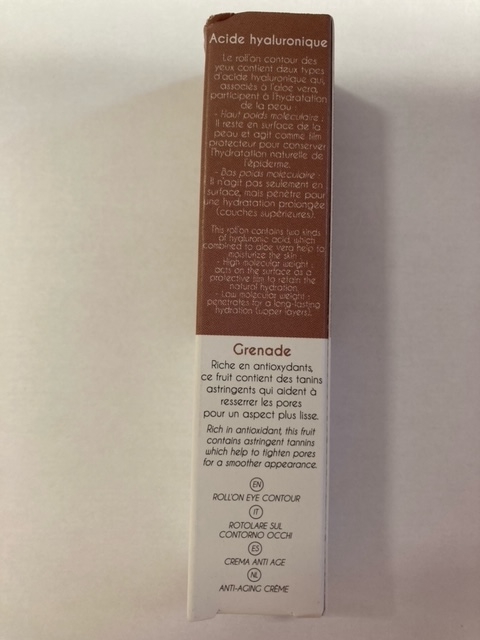 Acide hyaluronique
Le roll'on contour des
yeux contient deux types
d'acide hyaluronique qui,
associés à l'aloe vera,
participent à l'hydratation
de la peau :
- Haut poids moléculaire :
Il reste en surface de la
peau et agit comme film
protecteur pour conserver
l'hydratation naturelle de
l'épiderme.
- Bas poids moleculaire :
Il n'agit pas seulement en
surface, mais pénètre pour
une hydratation prolongée
(couches supérieures).
This roll'on contains two kinds
of hyaluronic acid, which
combined to aloe vera help to
moisturize the skin :
- High molecular weight :
acts on the surface as a
protective film to retain the
natural hydration.
- Low molecular weight :
penetrates for a long-lasting
hydration (upper layers).
Grenade
Riche en antioxydants,
ce fruit contient des tanins
astringents qui aident à
resserrer les pores
pour un aspect plus lisse.
Rich in antioxidant, this fruit
contains astringent tannins
which help to tighten pores
for a smoother appearance.
EN
ROLL'ON EYE CONTOUR
IT
ROTOLARE SUL
CONTORNO OCCHI
ES
CREMA ANTI AGE
NL
ANTI-AGING CRÈME